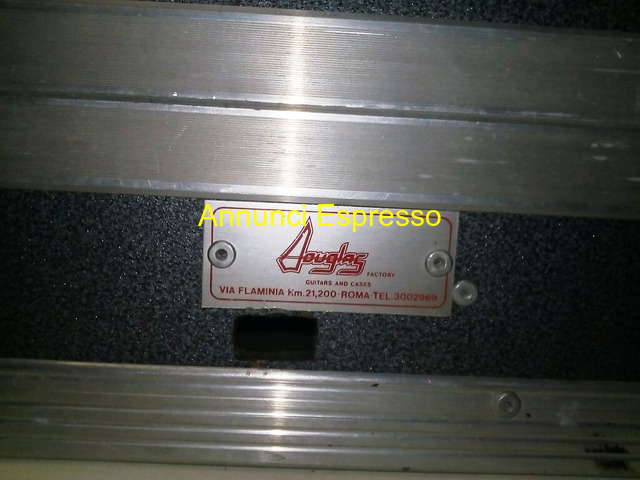 Annunci Espresso
Douglas
FACTORY
GUITARS AND CASES
VIA FLAMINIA Km.21,200·ROMA·TEL.3002969